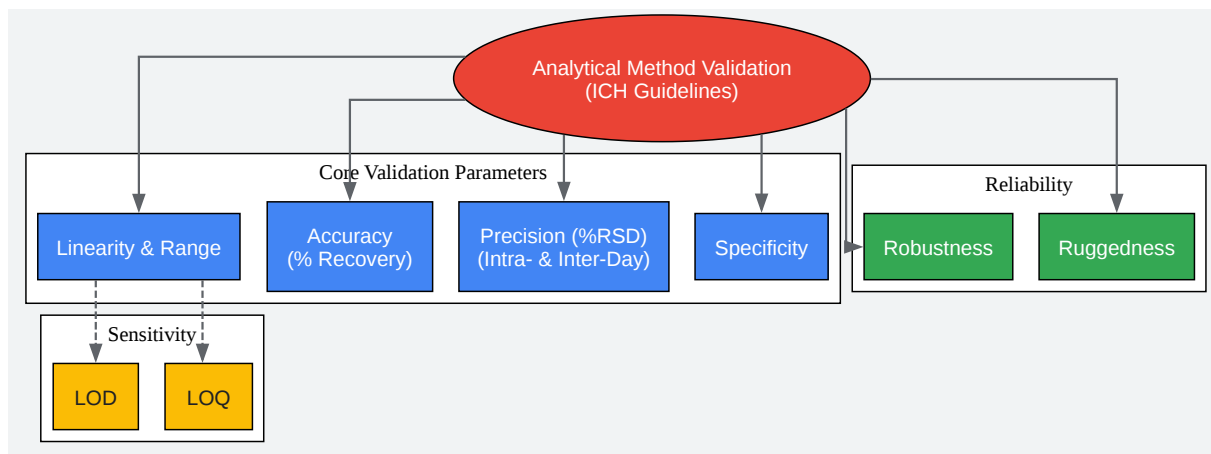 Analytical Method Validation
(ICH Guidelines)
Core Validation Parameters
Linearity & Range
Accuracy
(% Recovery)
Precision (%RSD)
(Intra- & Inter-Day)
Specificity
Reliability
Robustness
Ruggedness
Sensitivity
LOD
LOQ